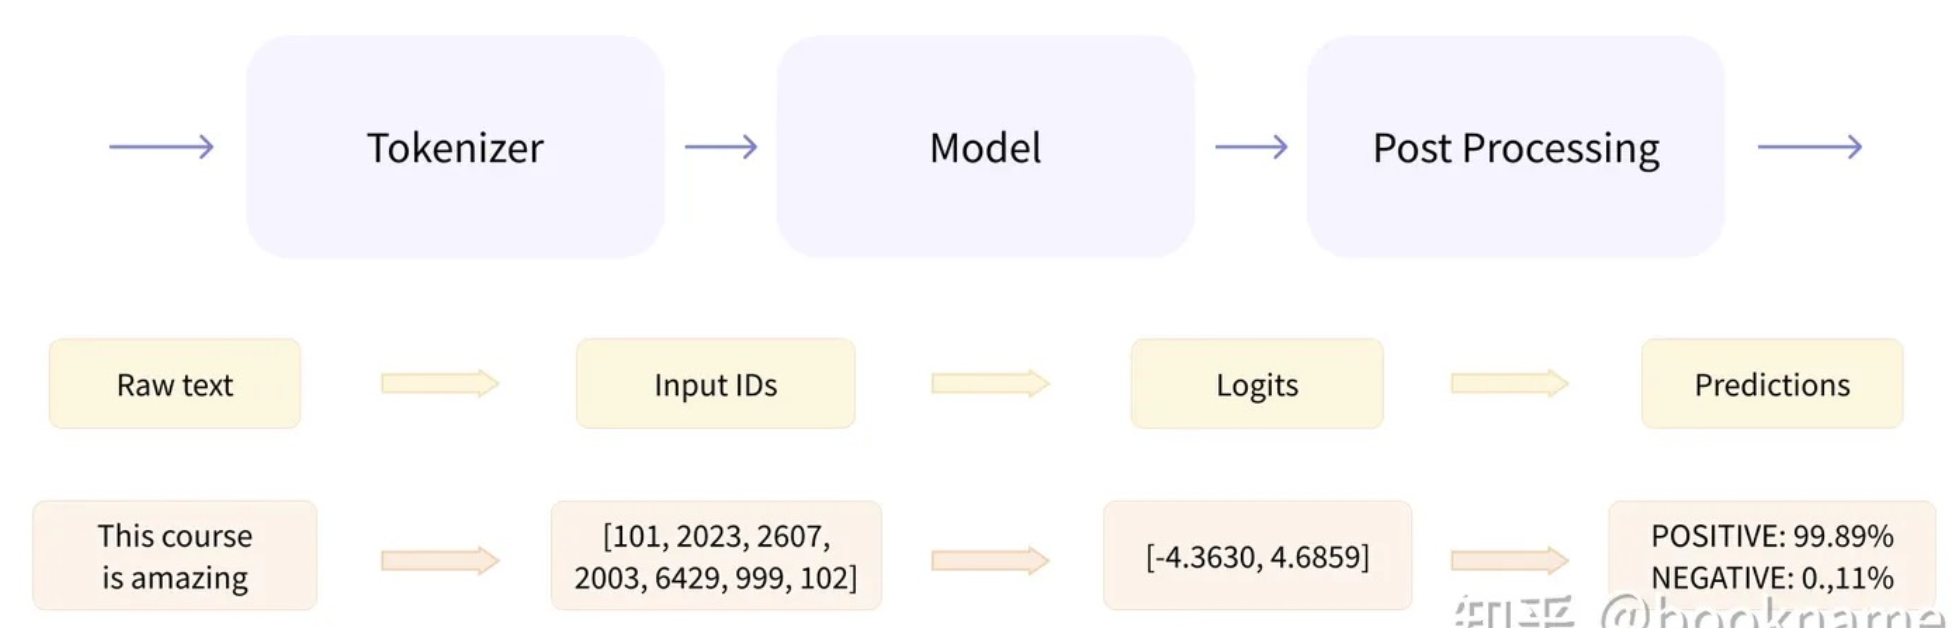 Tokenizer
Model
Post Processing
Raw text
Input IDs
Logits
Predictions
This course
is amazing
[101, 2023, 2607,
2003, 6429, 999, 102]
[-4.3630, 4.6859]
POSITIVE: 99.89%
NEGATIVE: 0.,11%
知乎 @bookname